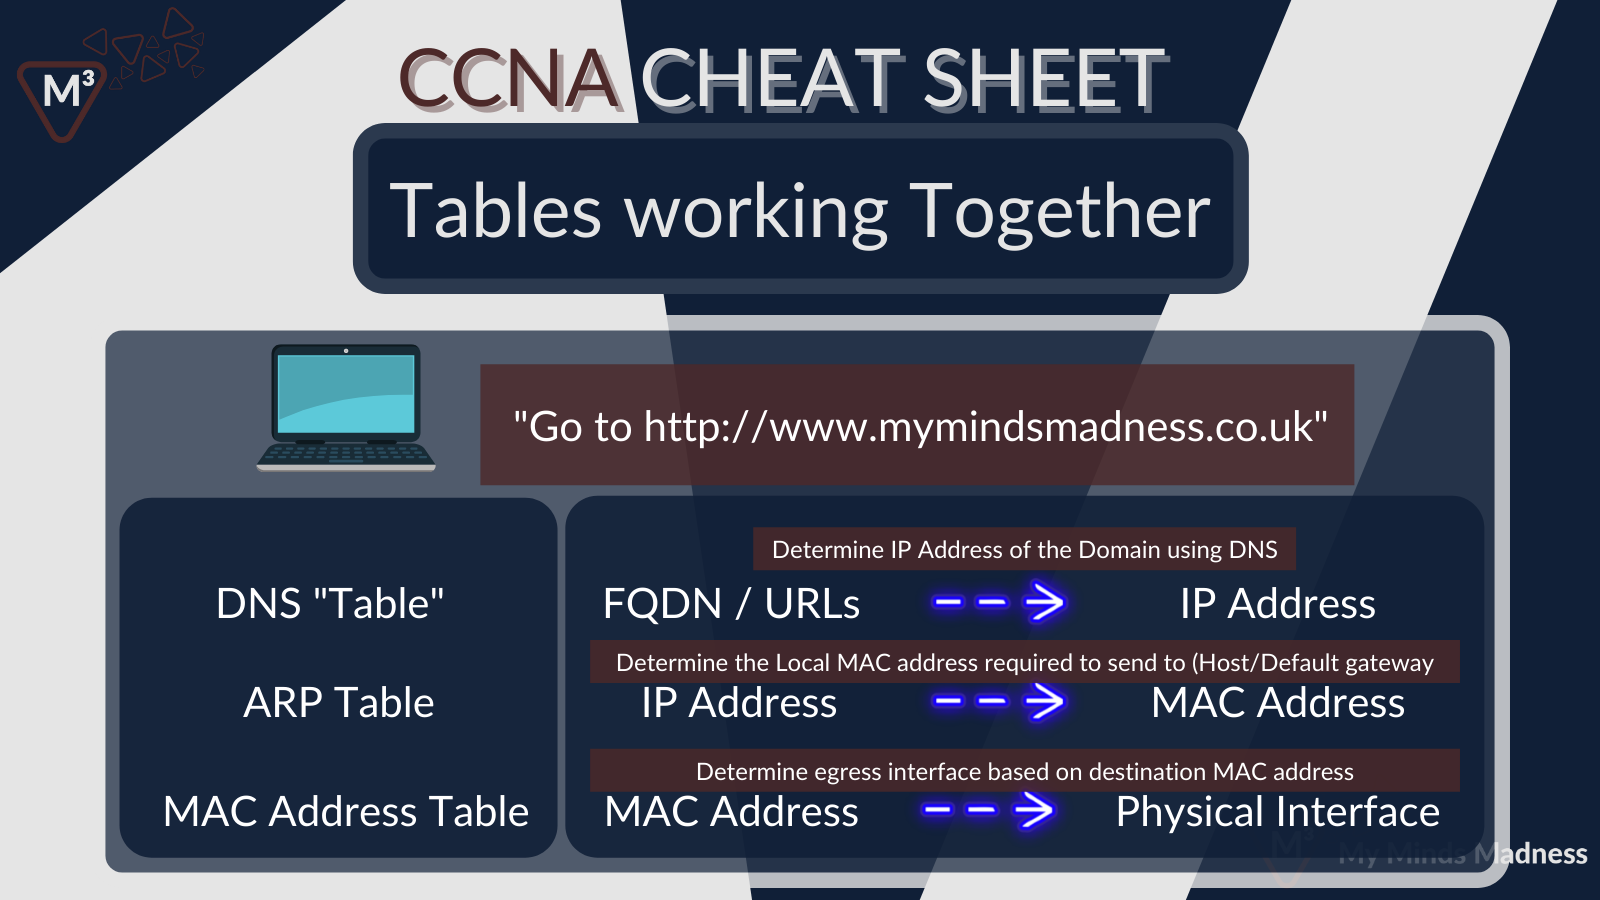 M³
CCNA CHEAT SHEET
Tables working Together
"Go to http://www.mymindsmadness.co.uk"
Determine IP Address of the Domain using DNS
DNS "Table" FQDN / URLs IP Address
Determine the Local MAC address required to send to (Host/Default gateway
ARP Table IP Address MAC Address
Determine egress interface based on destination MAC address
MAC Address Table MAC Address Physical Interface
M³ My Minds Madness